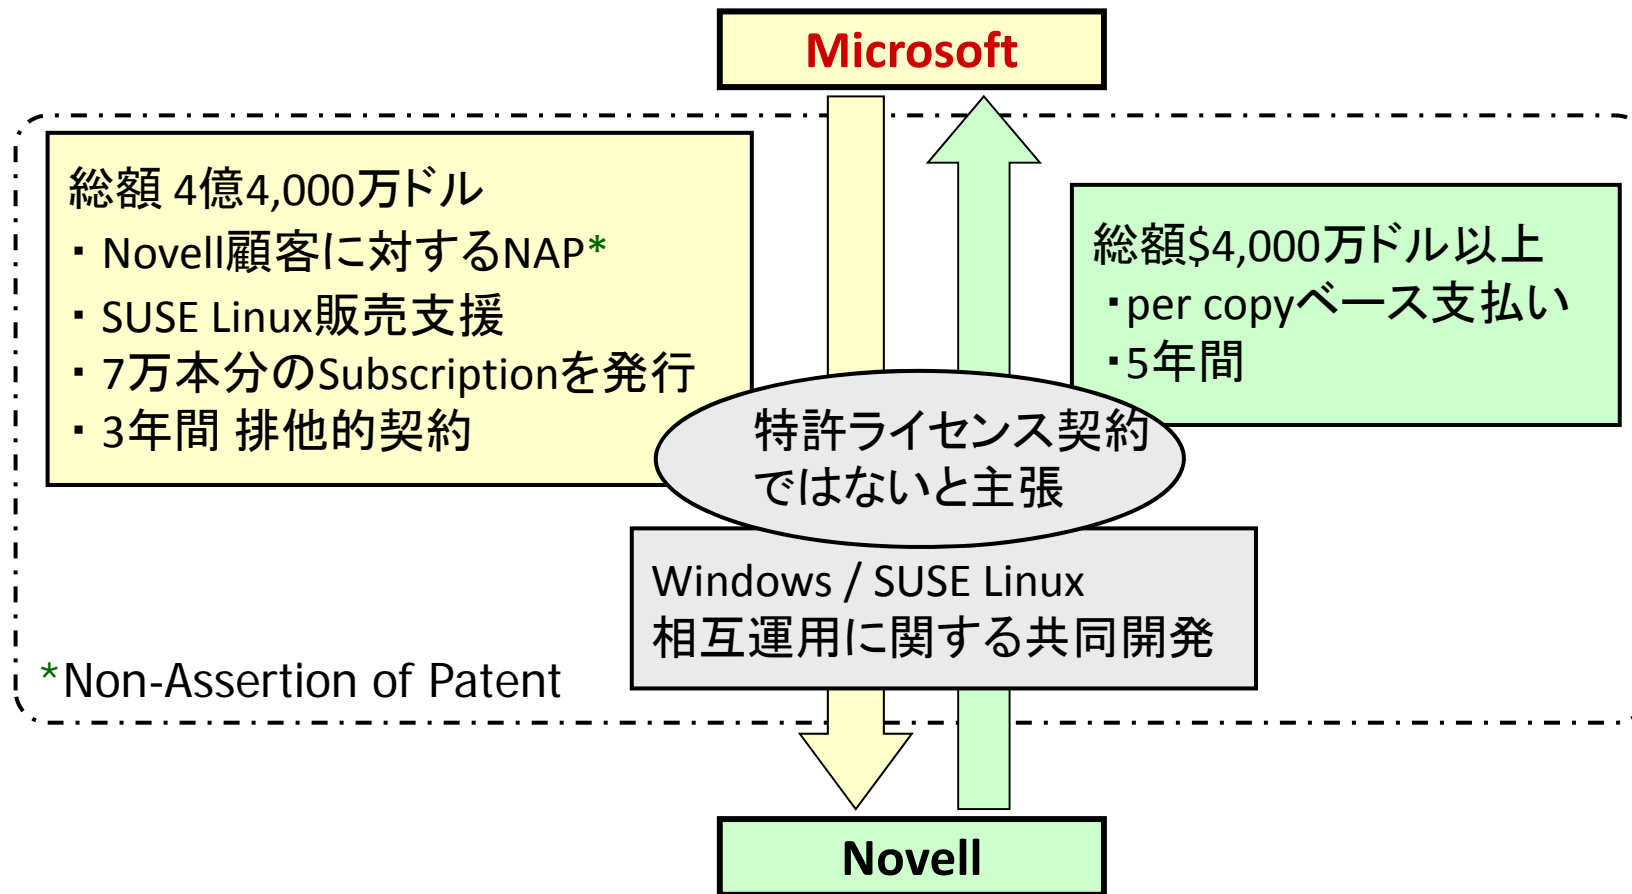 Microsoft
総額 4億4,000万ドル
・ Novell顧客に対するNAP*
・ SUSE Linux販売支援
・ 7万本分のSubscriptionを発行
・ 3年間 排他的契約
総額$4,000万ドル以上
・per copyベース支払い
・5年間
特許ライセンス契約
ではないと主張
Windows / SUSE Linux
相互運用に関する共同開発
*Non-Assertion of Patent
Novell